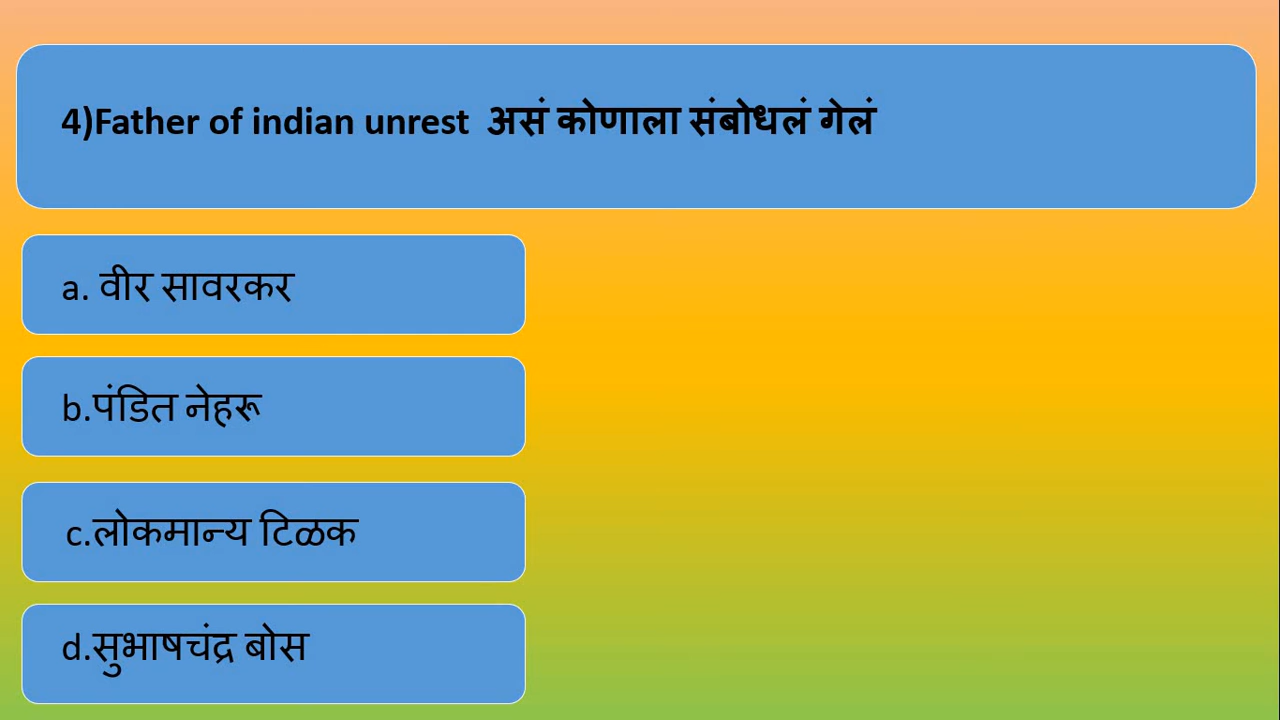 4)Father of indian unrest असं कोणाला संबोधलं गेलं
a. वीर सावरकर
b.पंडित नेहरू
c.लोकमान्य टिळक
d.सुभाषचंद्र बोस